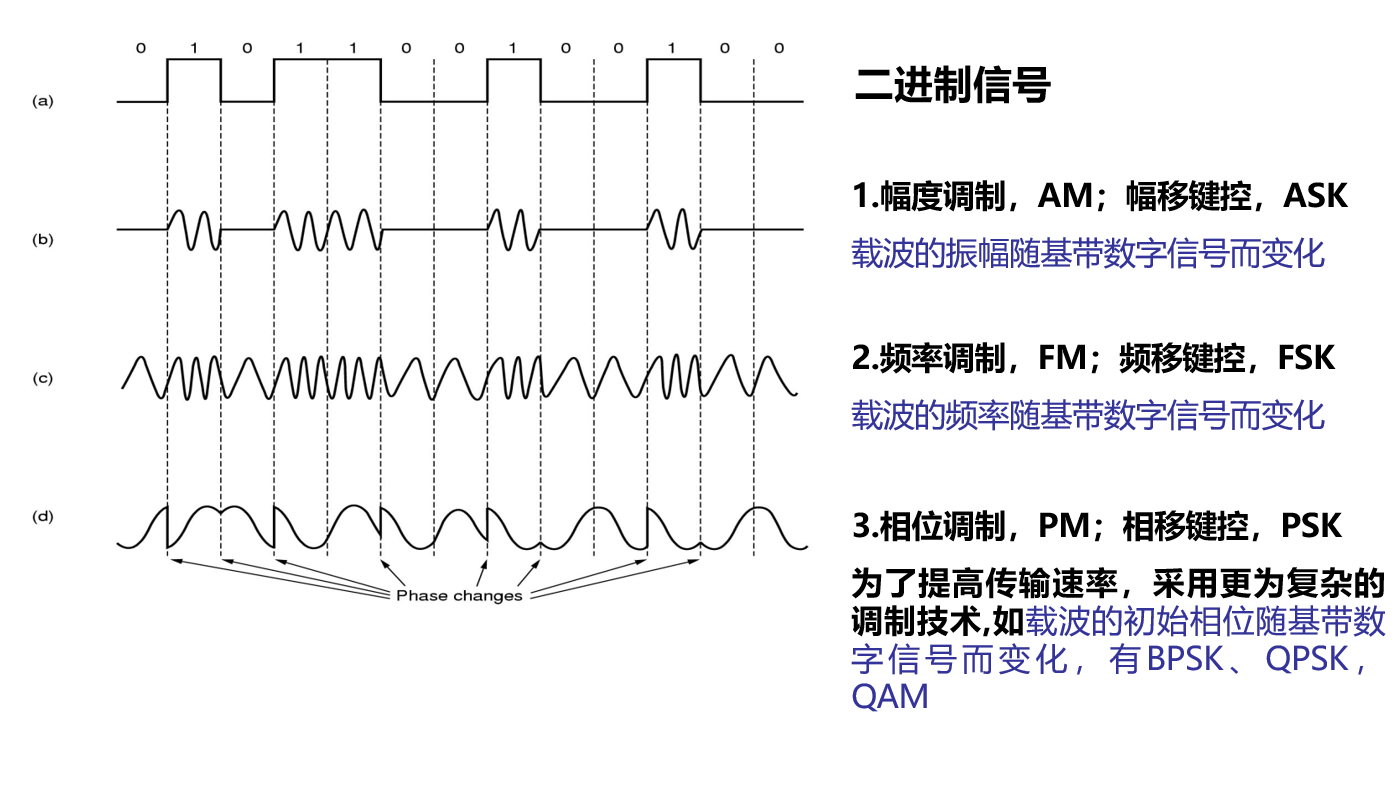 0 1 0 1 1 0 0 1 0 0 1 0 0
(a)
(b)
(c)
(d)
Phase changes
二进制信号
1.幅度调制，AM；幅移键控，ASK
载波的振幅随基带数字信号而变化
2.频率调制，FM；频移键控，FSK
载波的频率随基带数字信号而变化
3.相位调制，PM；相移键控，PSK
为了提高传输速率，采用更为复杂的
调制技术,如载波的初始相位随基带数
字信号而变化，有BPSK、QPSK，
QAM